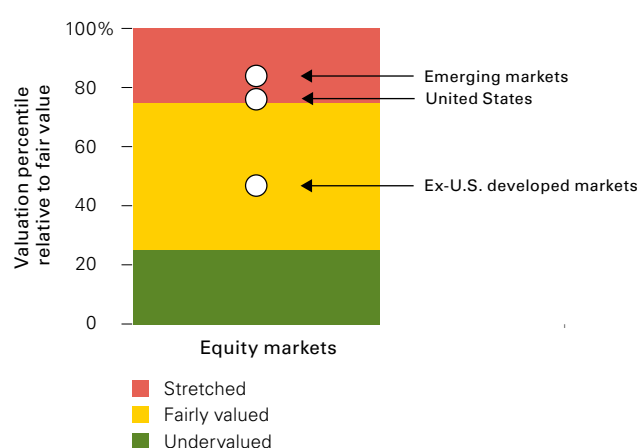 100%
80
60
40
20
0
Valuation percentile
relative to fair value
Emerging markets
United States
Ex-U.S. developed markets
Equity markets
Stretched
Fairly valued
Undervalued